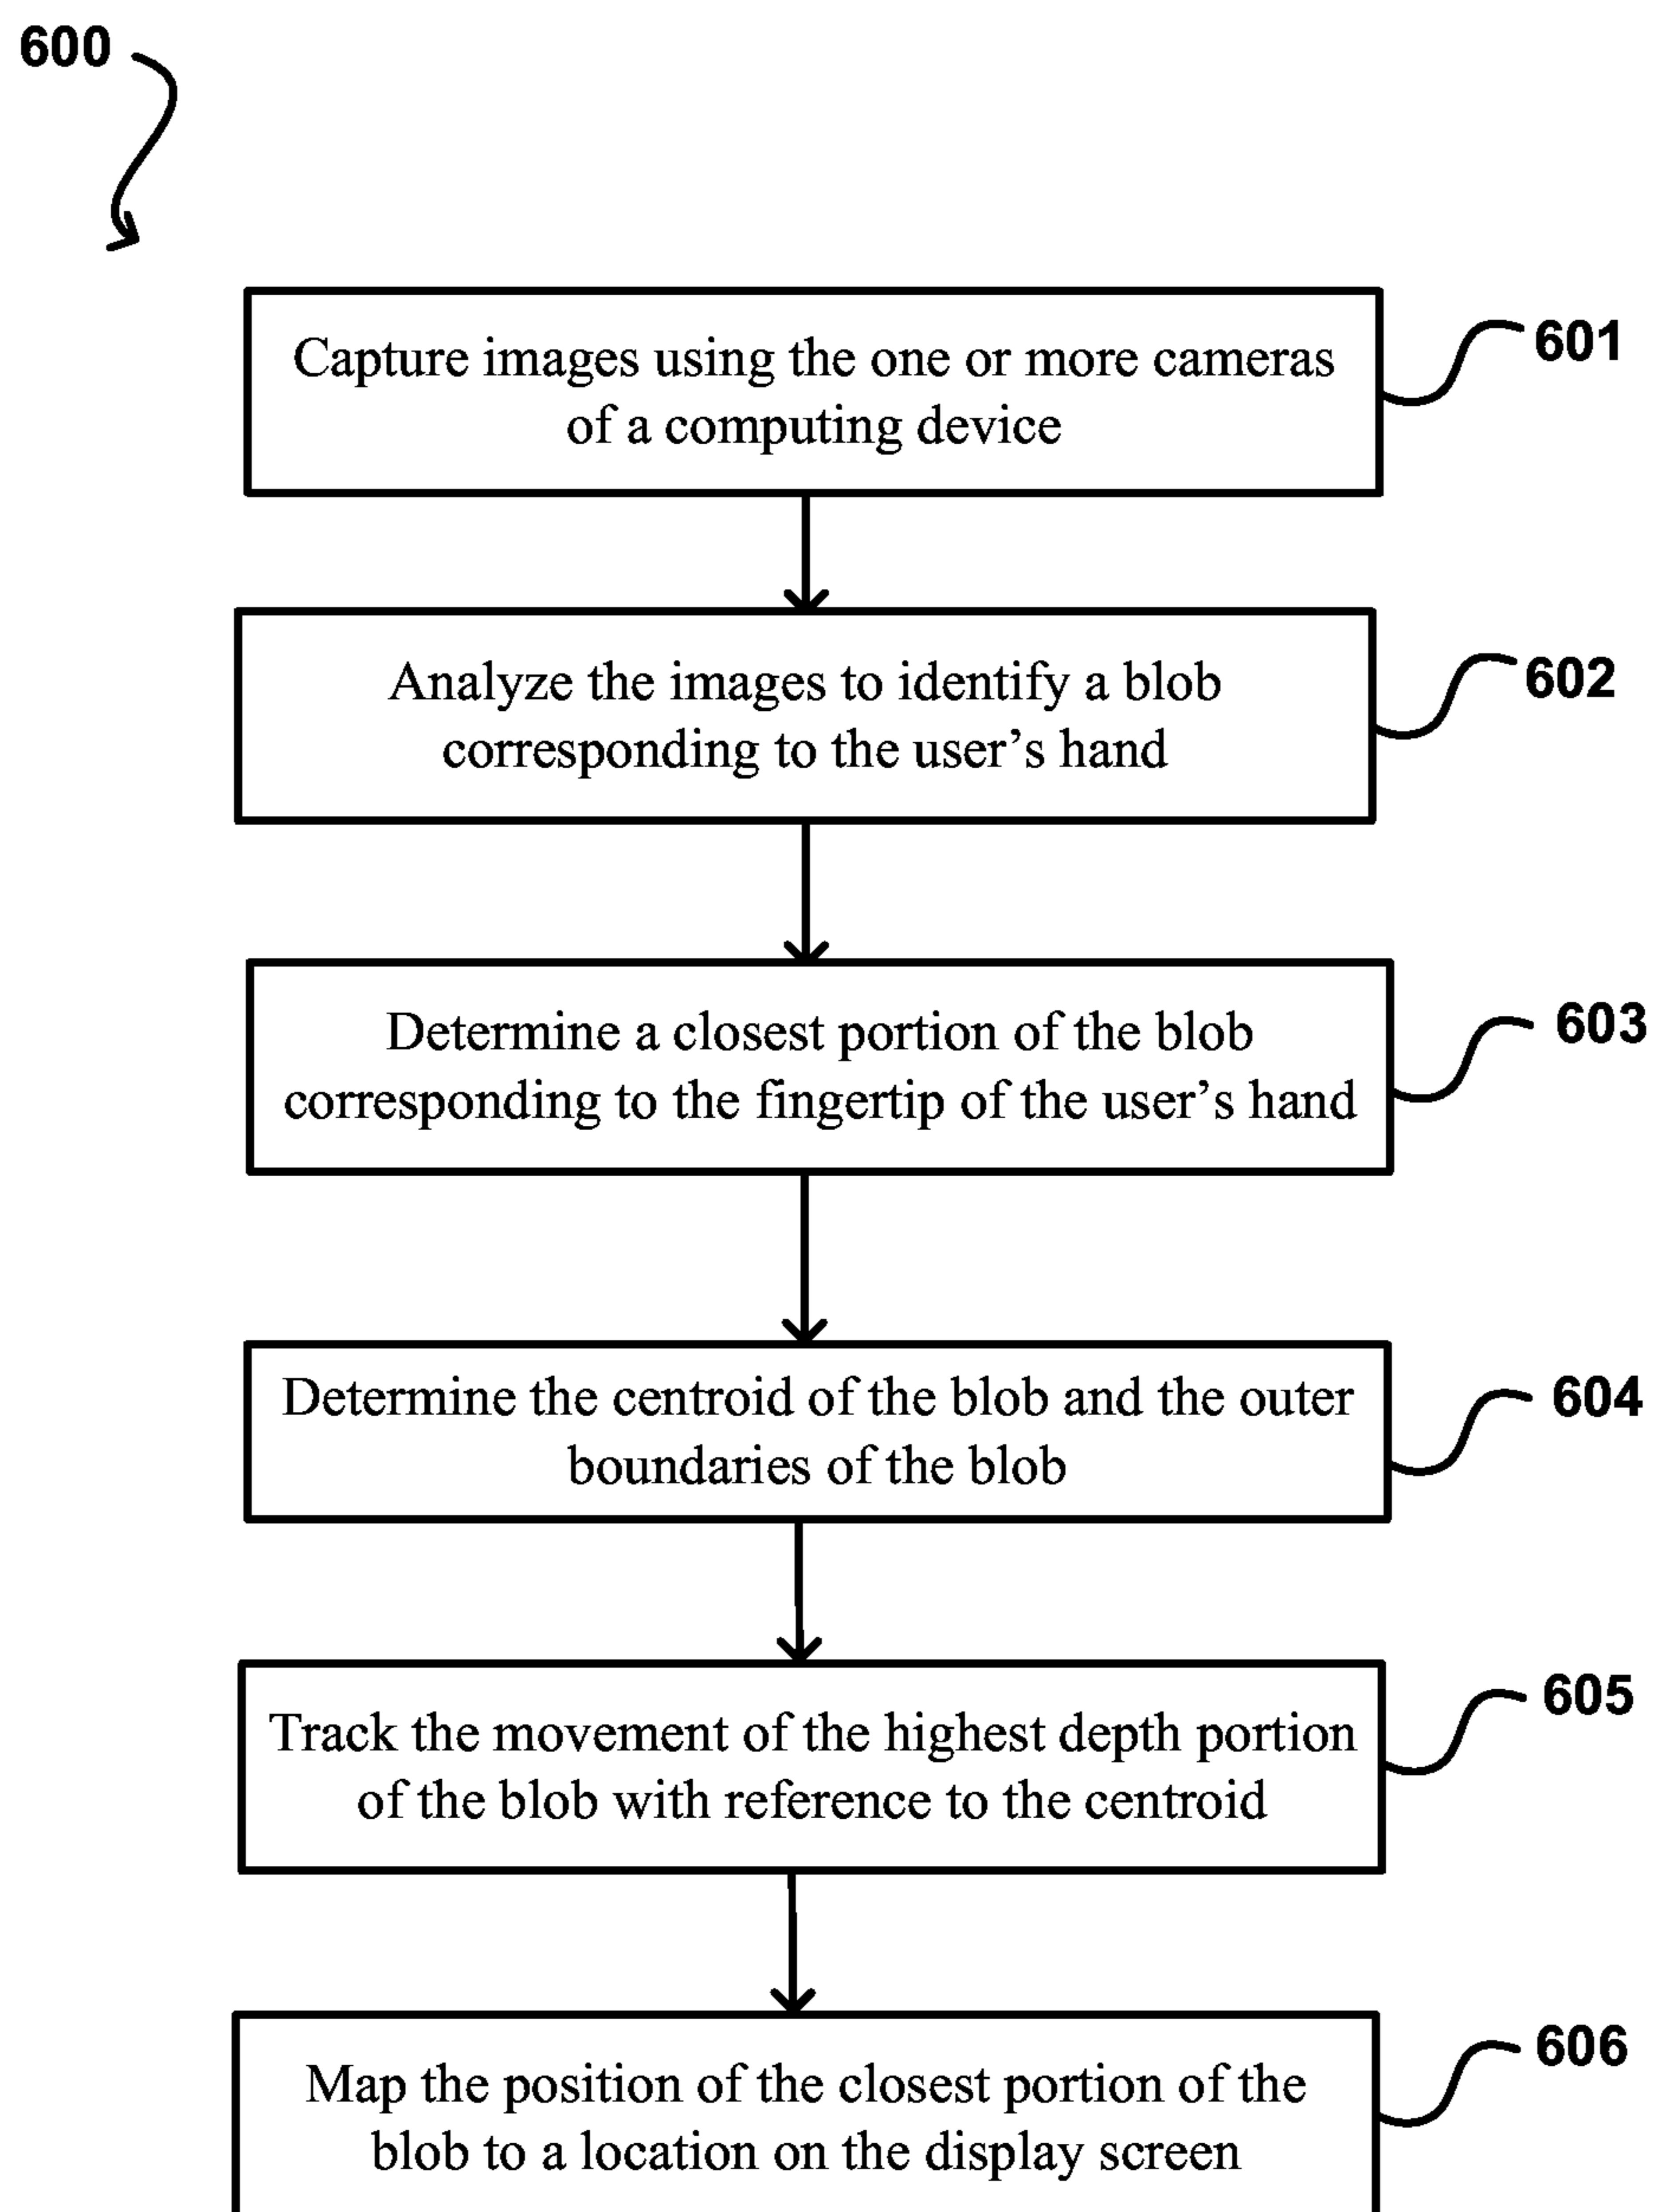 600
Capture images using the one or more cameras
of a computing device
601
Analyze the images to identify a blob
corresponding to the user’s hand
602
Determine a closest portion of the blob
corresponding to the fingertip of the user’s hand
603
Determine the centroid of the blob and the outer
boundaries of the blob
604
Track the movement of the highest depth portion
of the blob with reference to the centroid
605
Map the position of the closest portion of the
blob to a location on the display screen
606